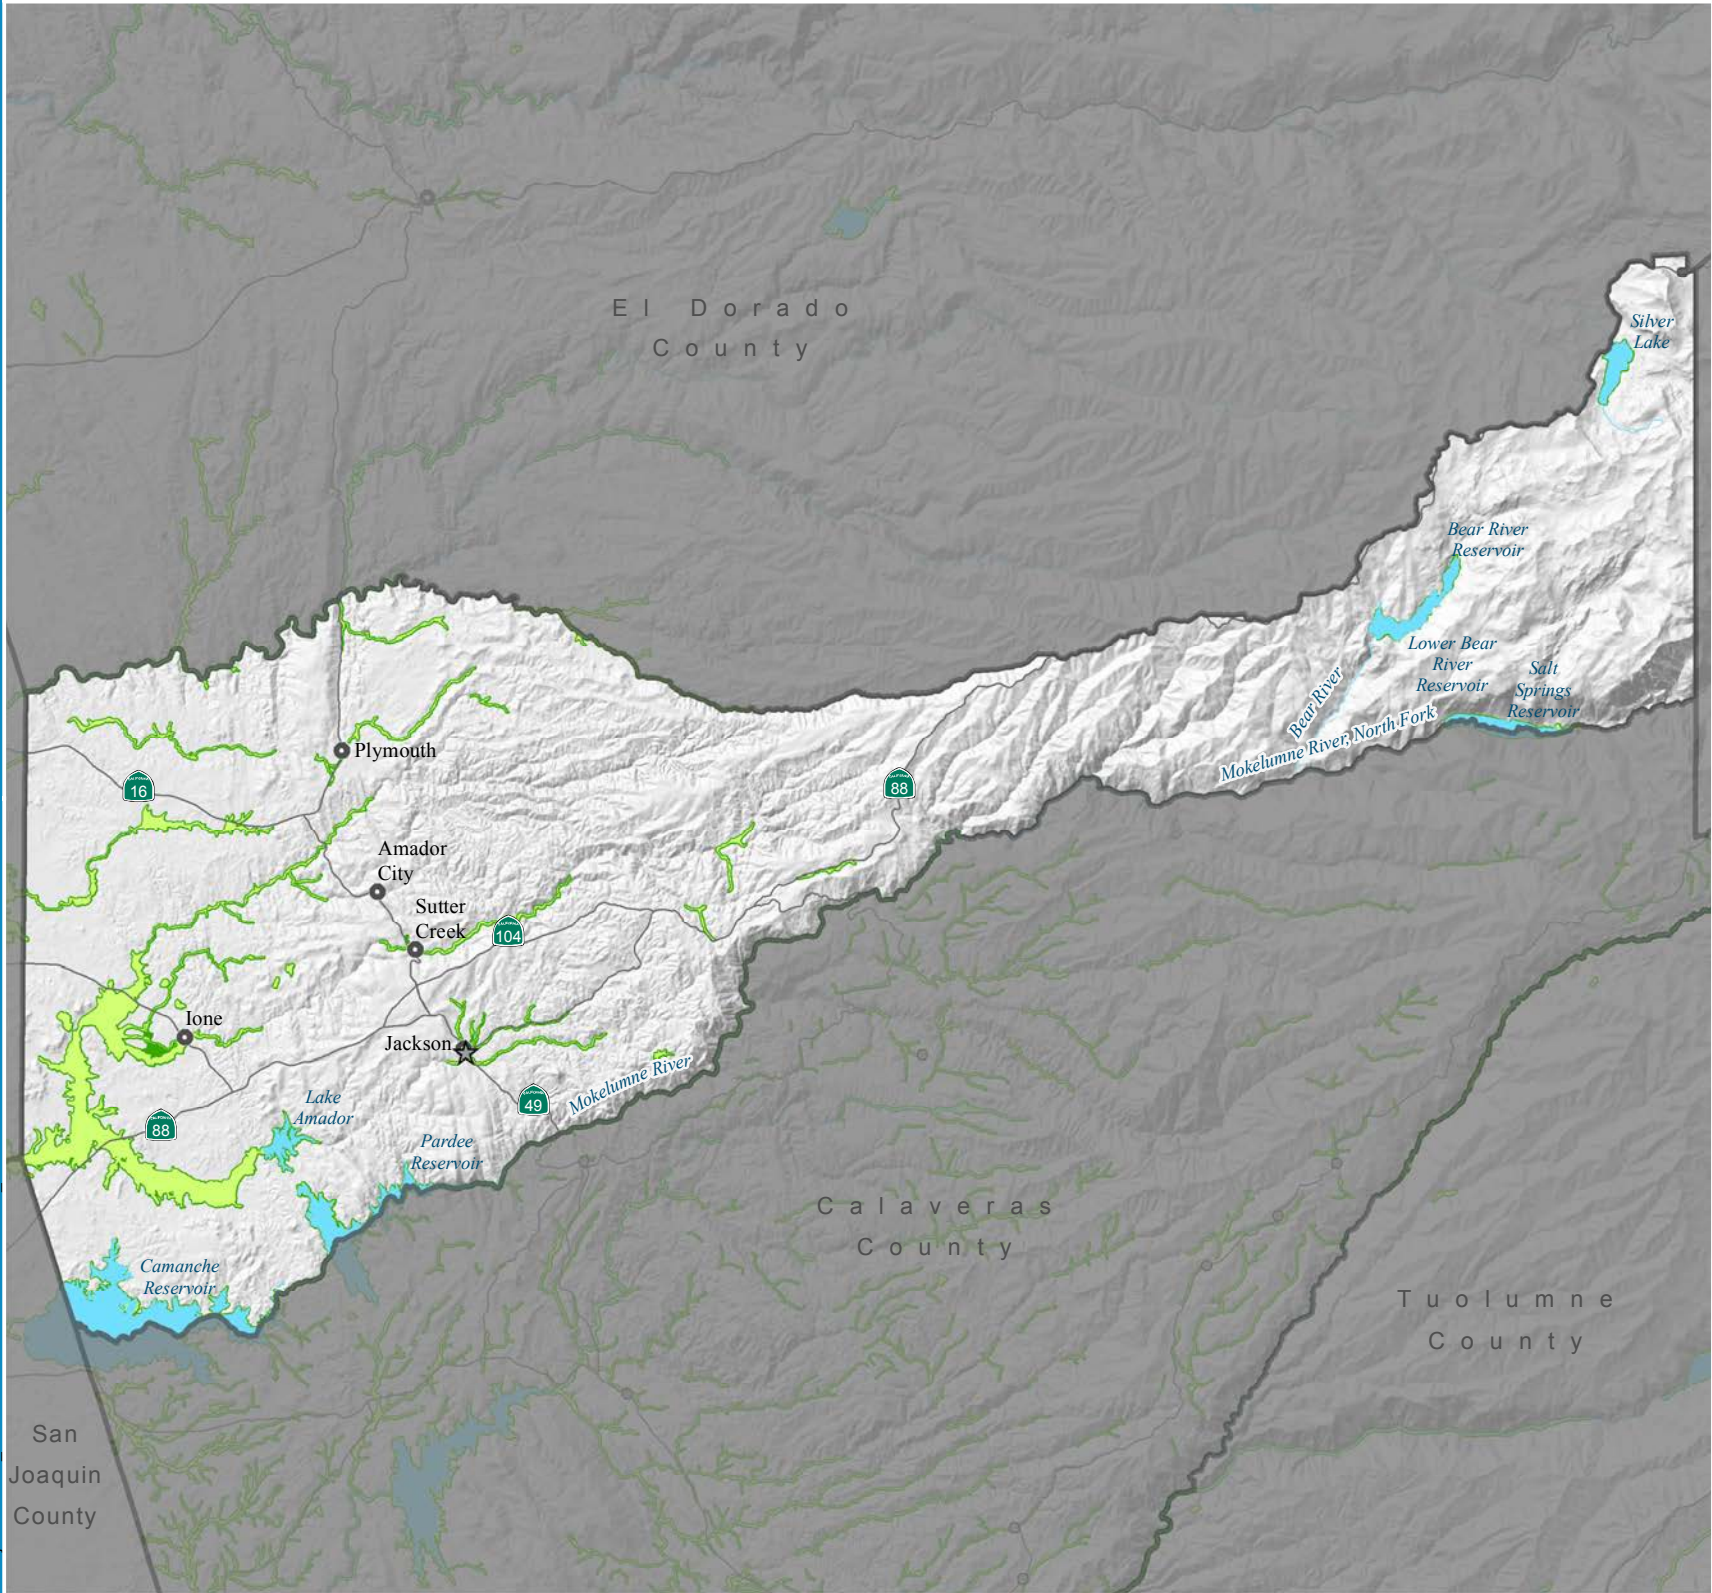 El Dorado
County
Silver
Lake
Bear River
Reservoir
Lower Bear
River
Reservoir
Salt
Springs
Reservoir
Bear River
Mokelumne River, North Fork
Plymouth
16
88
Amador
City
Sutter
Creek
104
Ione
Jackson
Mokelumne River
49
Lake
Amador
88
Pardee
Reservoir
Calaveras
County
Camanche
Reservoir
Tuolumne
County
San
Joaquin
County